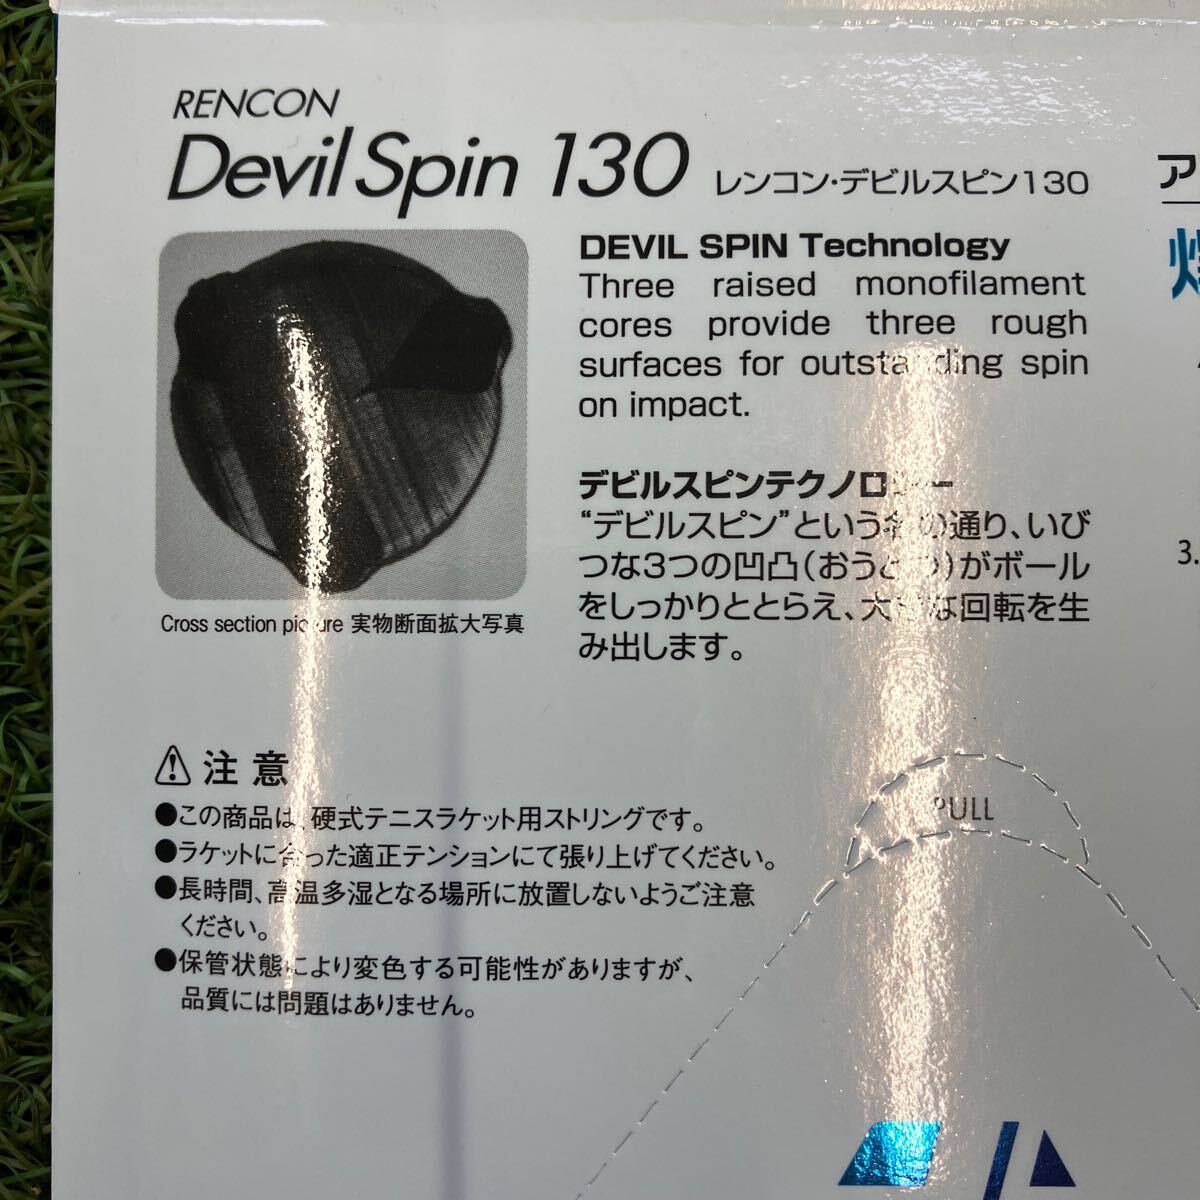 RENCON
Devil Spin 130 レンコン・デビルスピン130
DEVIL SPIN Technology
Three raised monofilament
cores provide three rough
surfaces for outstanding spin
on impact.
デビルスピンテクノロジー
“デビルスピン”という名の通り、いび
つな3つの凹凸（おうとつ）がボール
をしっかりととらえ、大きな回転を生
み出します。
Cross section picture 実物断面拡大写真
注意
●この商品は、硬式テニスラケット用ストリングです。
●ラケットに合った適正テンションにて張り上げてください。
●長時間、高温多湿となる場所に放置しないようご注意
ください。
●保管状態により変色する可能性がありますが、
品質には問題はありません。
PULL
ア
3.